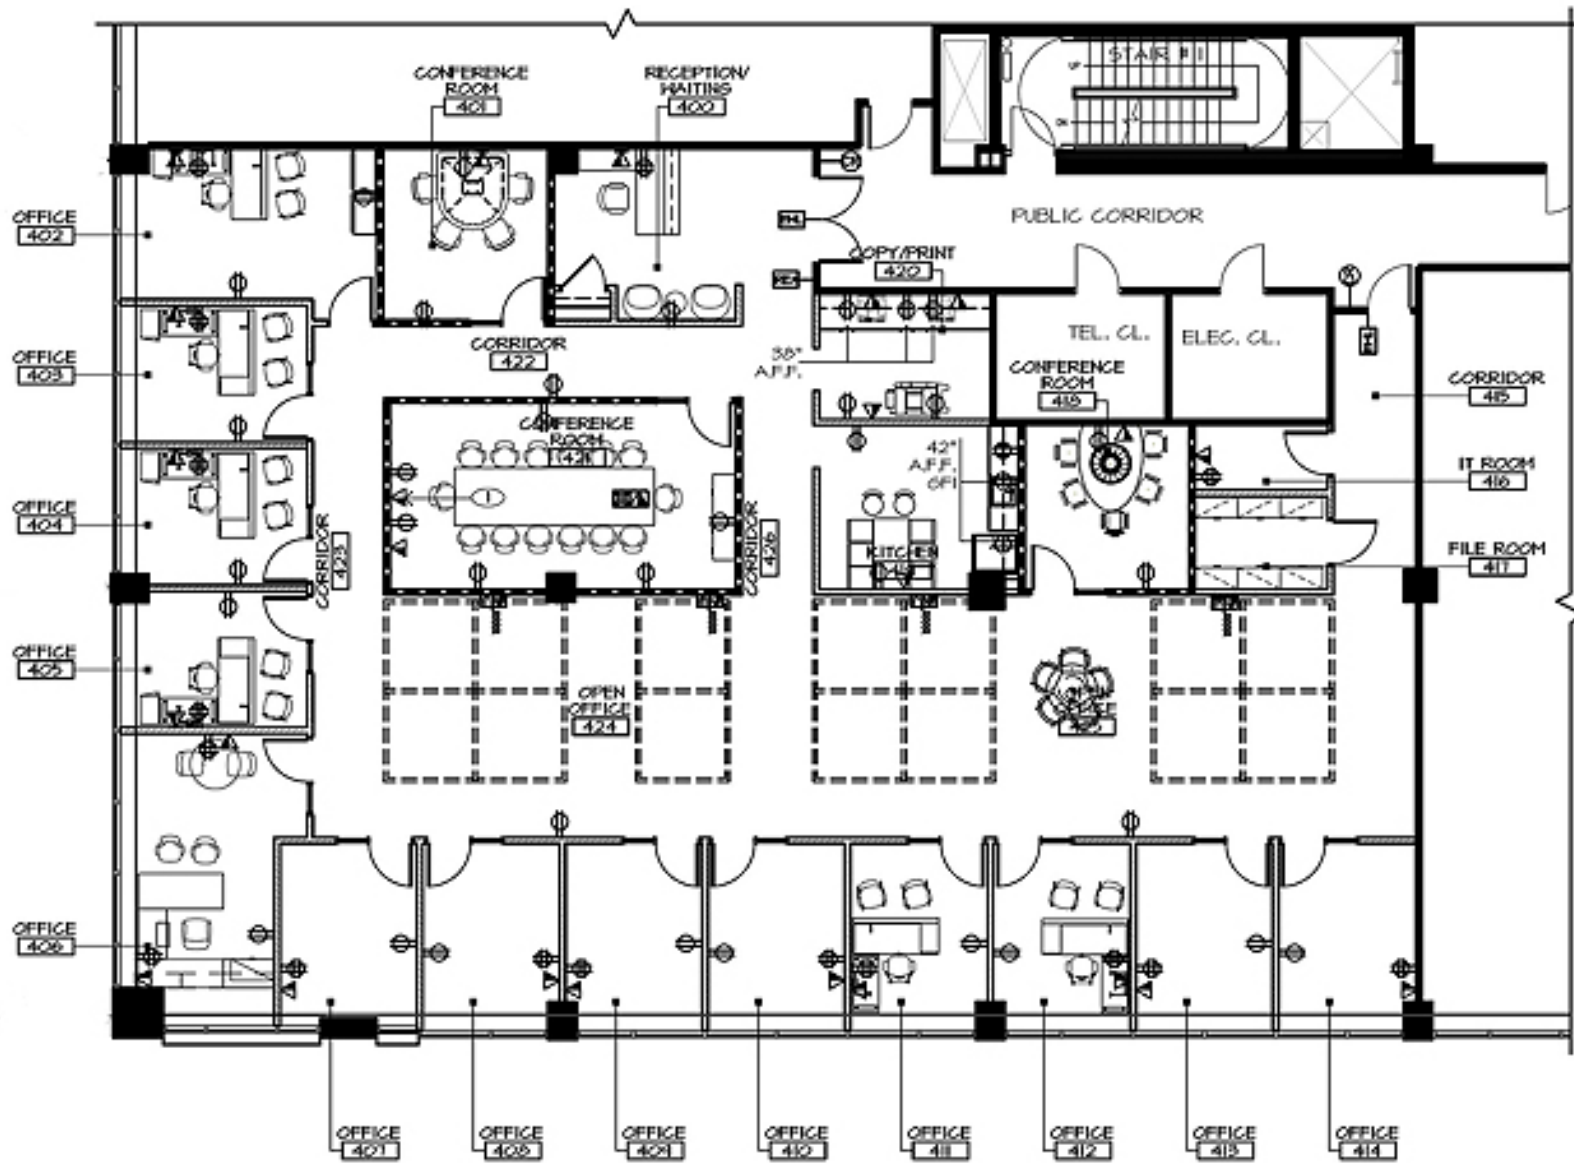 STAIR #1
UP
DN
CONFERENCE
ROOM
401
RECEPTION/
WAITING
400
OFFICE
402
PUBLIC CORRIDOR
COPY/PRINT
420
CORRIDOR
422
38"
A.F.F.
TEL. CL.
ELEC. CL.
CONFERENCE
ROOM
418
OFFICE
403
CORRIDOR
415
CONFERENCE
ROOM
421
42"
A.F.F.
GFI
IT ROOM
416
OFFICE
404
CORRIDOR
423
CORRIDOR
426
KITCHEN
FILE ROOM
417
OFFICE
405
OPEN
OFFICE
424
OFFICE
406
OFFICE
407
OFFICE
408
OFFICE
409
OFFICE
410
OFFICE
411
OFFICE
412
OFFICE
413
OFFICE
414